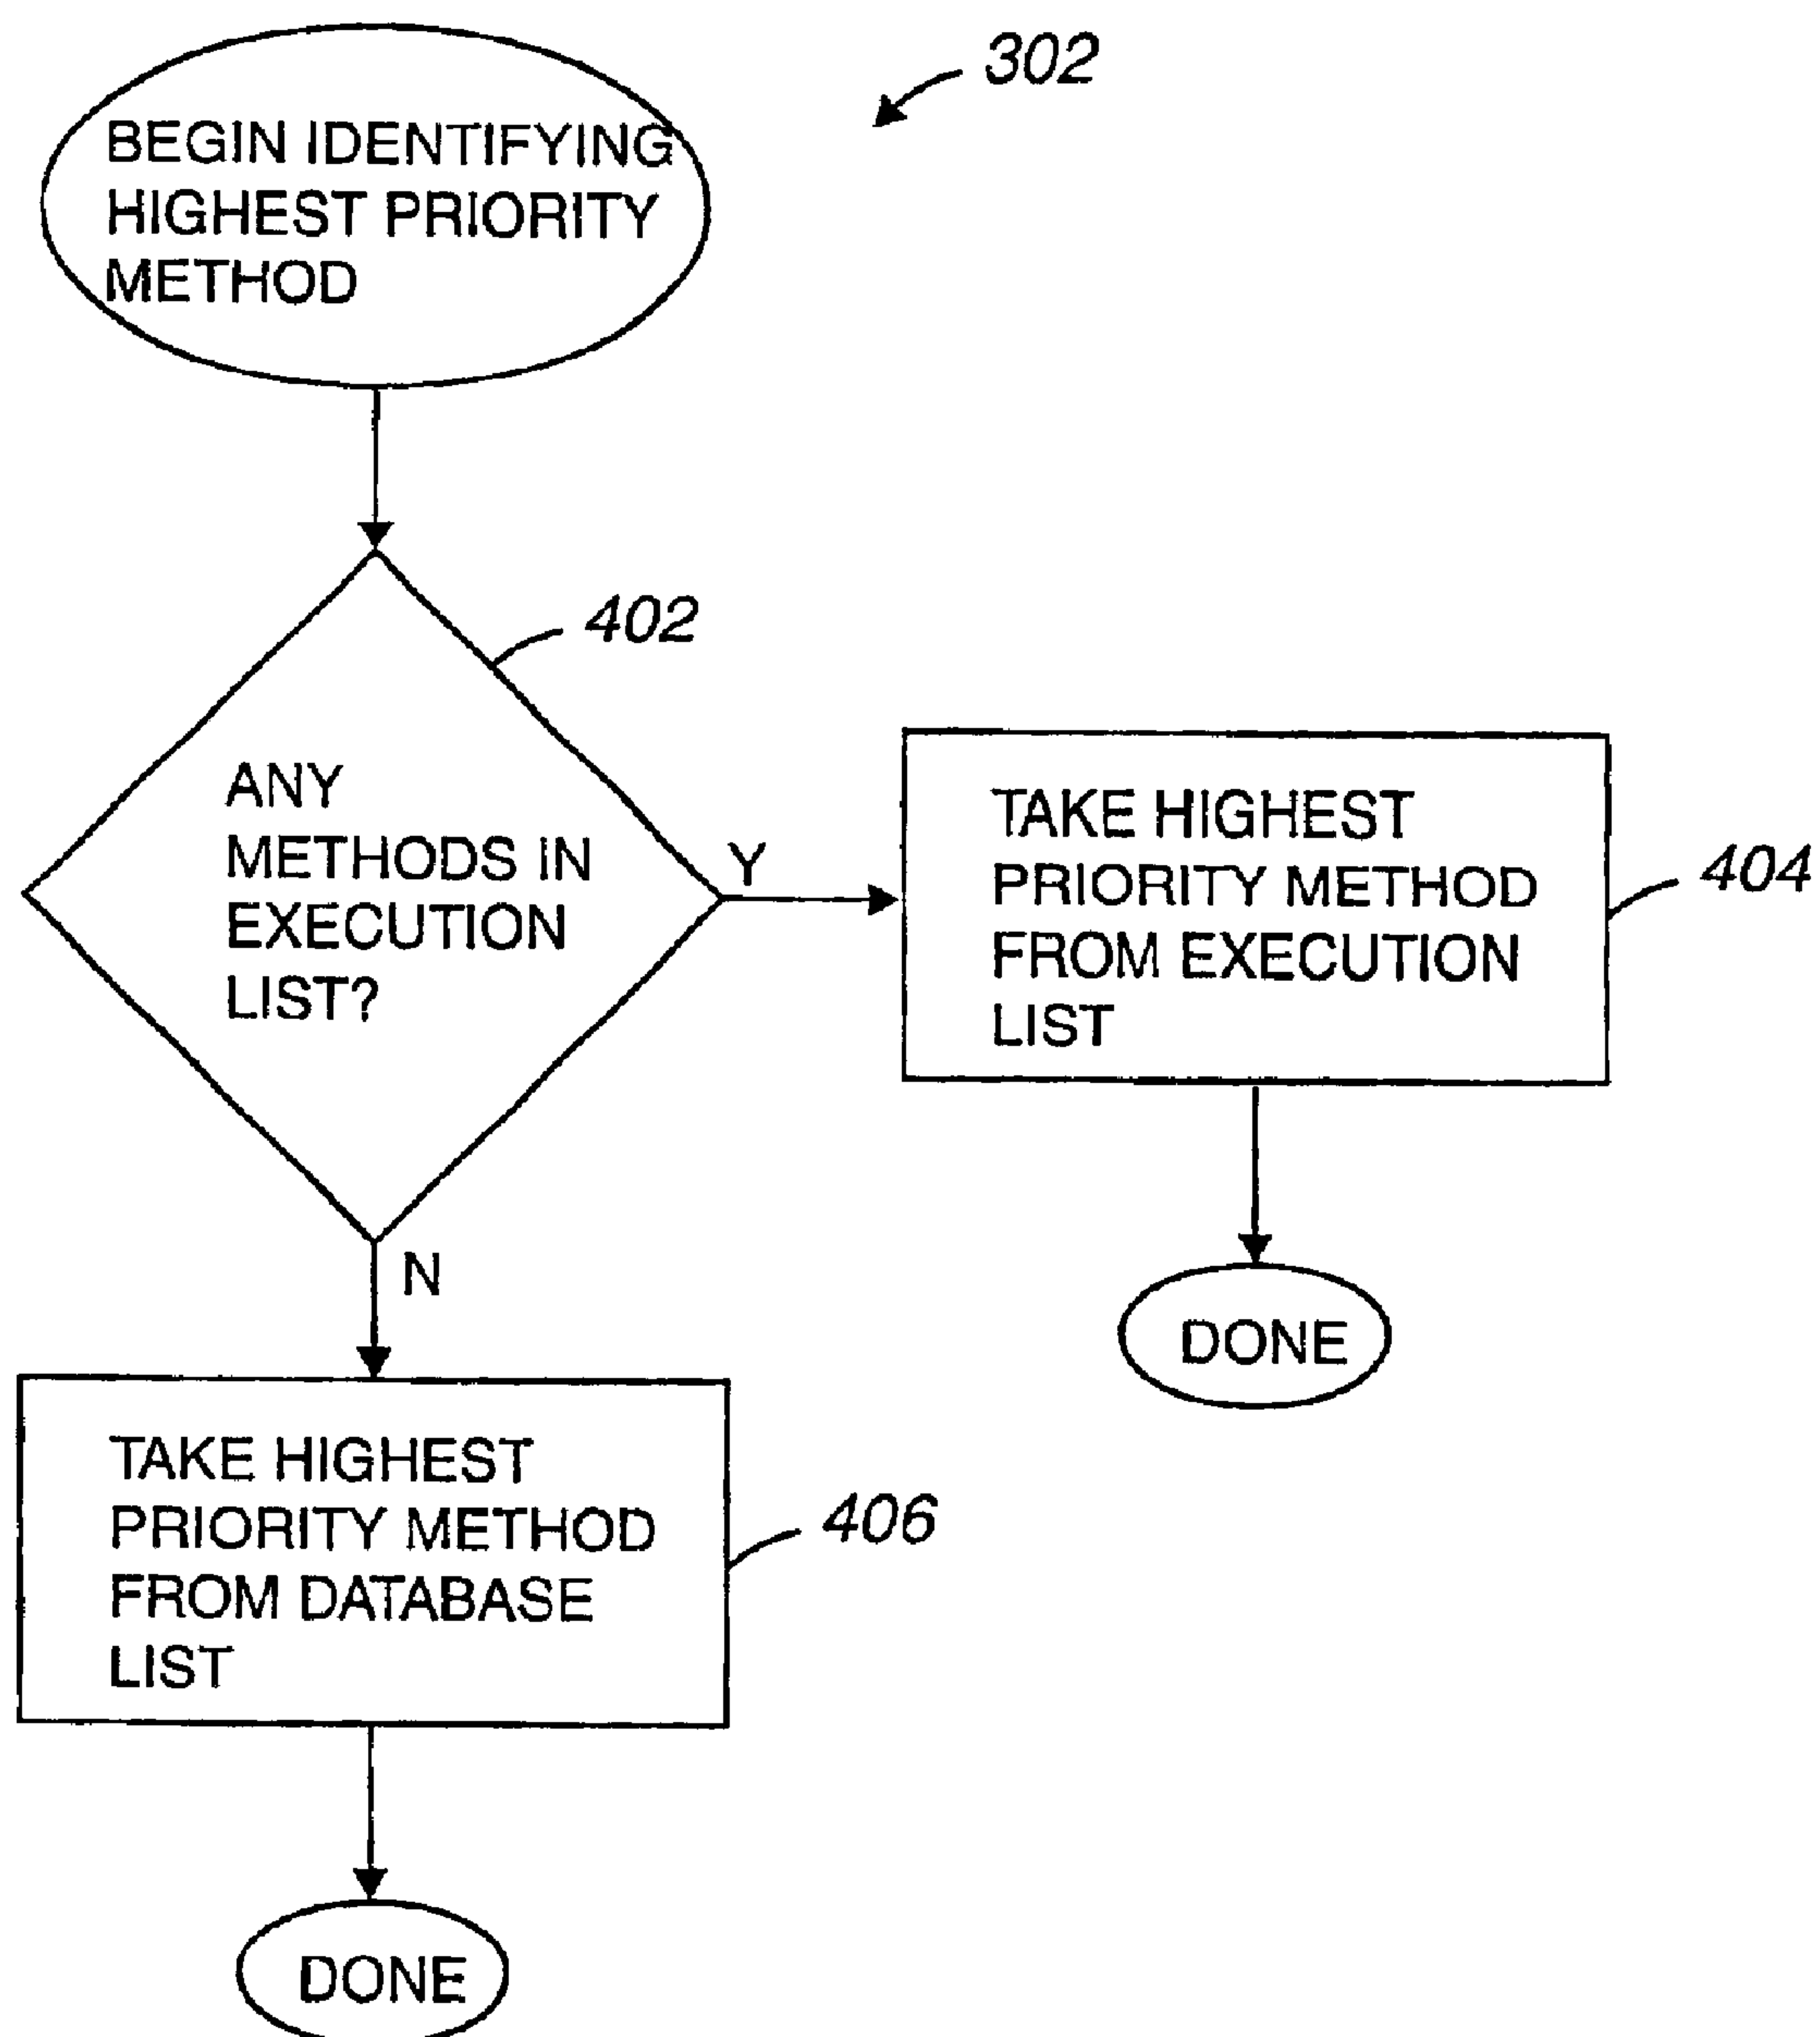 302
BEGIN IDENTIFYING
HIGHEST PRIORITY
METHOD
402
ANY
METHODS IN
EXECUTION
LIST?
Y
TAKE HIGHEST
PRIORITY METHOD
FROM EXECUTION
LIST
404
DONE
N
TAKE HIGHEST
PRIORITY METHOD
FROM DATABASE
LIST
406
DONE